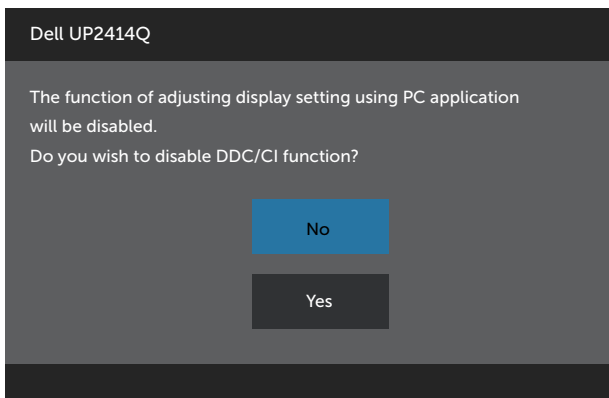 Dell UP2414Q
The function of adjusting display setting using PC application
will be disabled.
Do you wish to disable DDC/CI function?
No
Yes